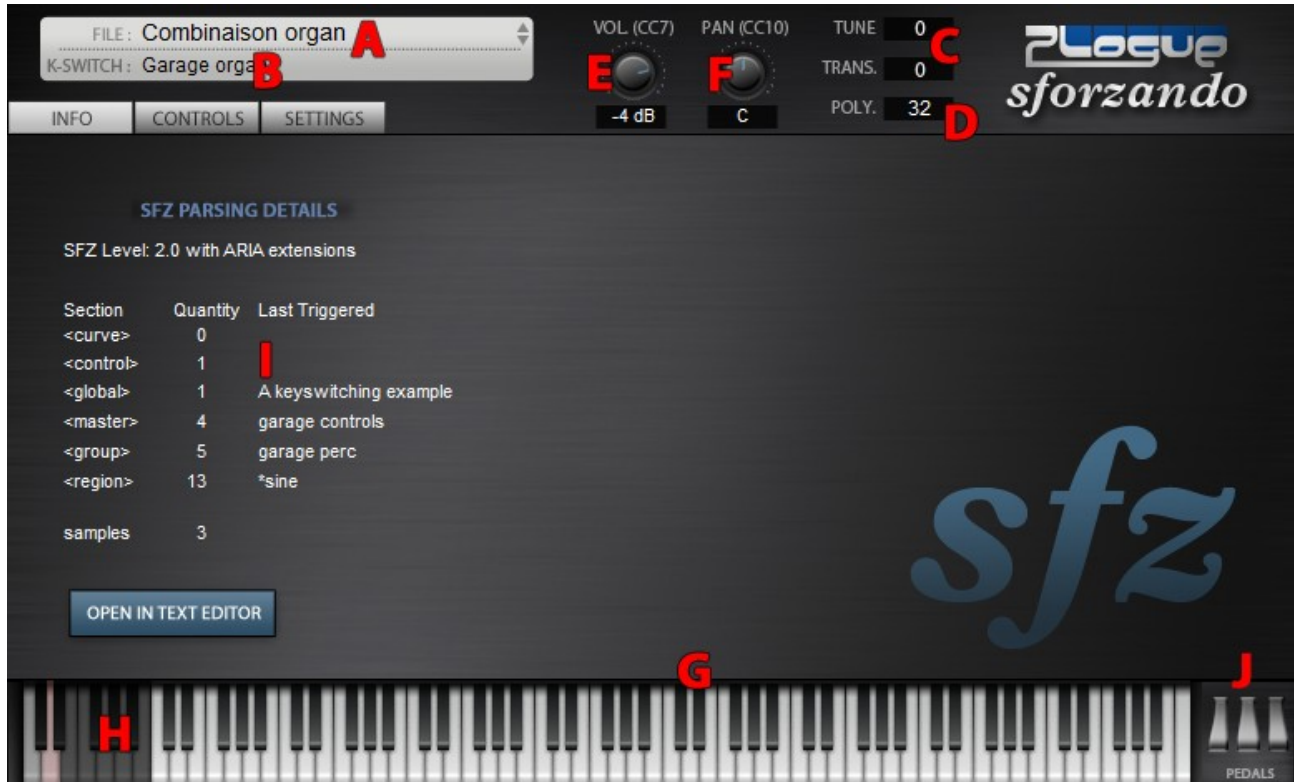 FILE: Combinaison organ A
K-SWITCH: Garage orga B
VOL. (CC7) PAN (CC10) TUNE 0 C
E F TRANS. 0
-4 dB C POLY. 32 D
Plogue
sforzando
INFO CONTROLS SETTINGS
SFZ PARSING DETAILS
SFZ Level: 2.0 with ARIA extensions
Section Quantity Last Triggered
<curve> 0
<control> 1 I
<global> 1 A keyswitching example
<master> 4 garage controls
<group> 5 garage perc
<region> 13 *sine
samples 3
sfz
OPEN IN TEXT EDITOR
G
J
H
PEDALS